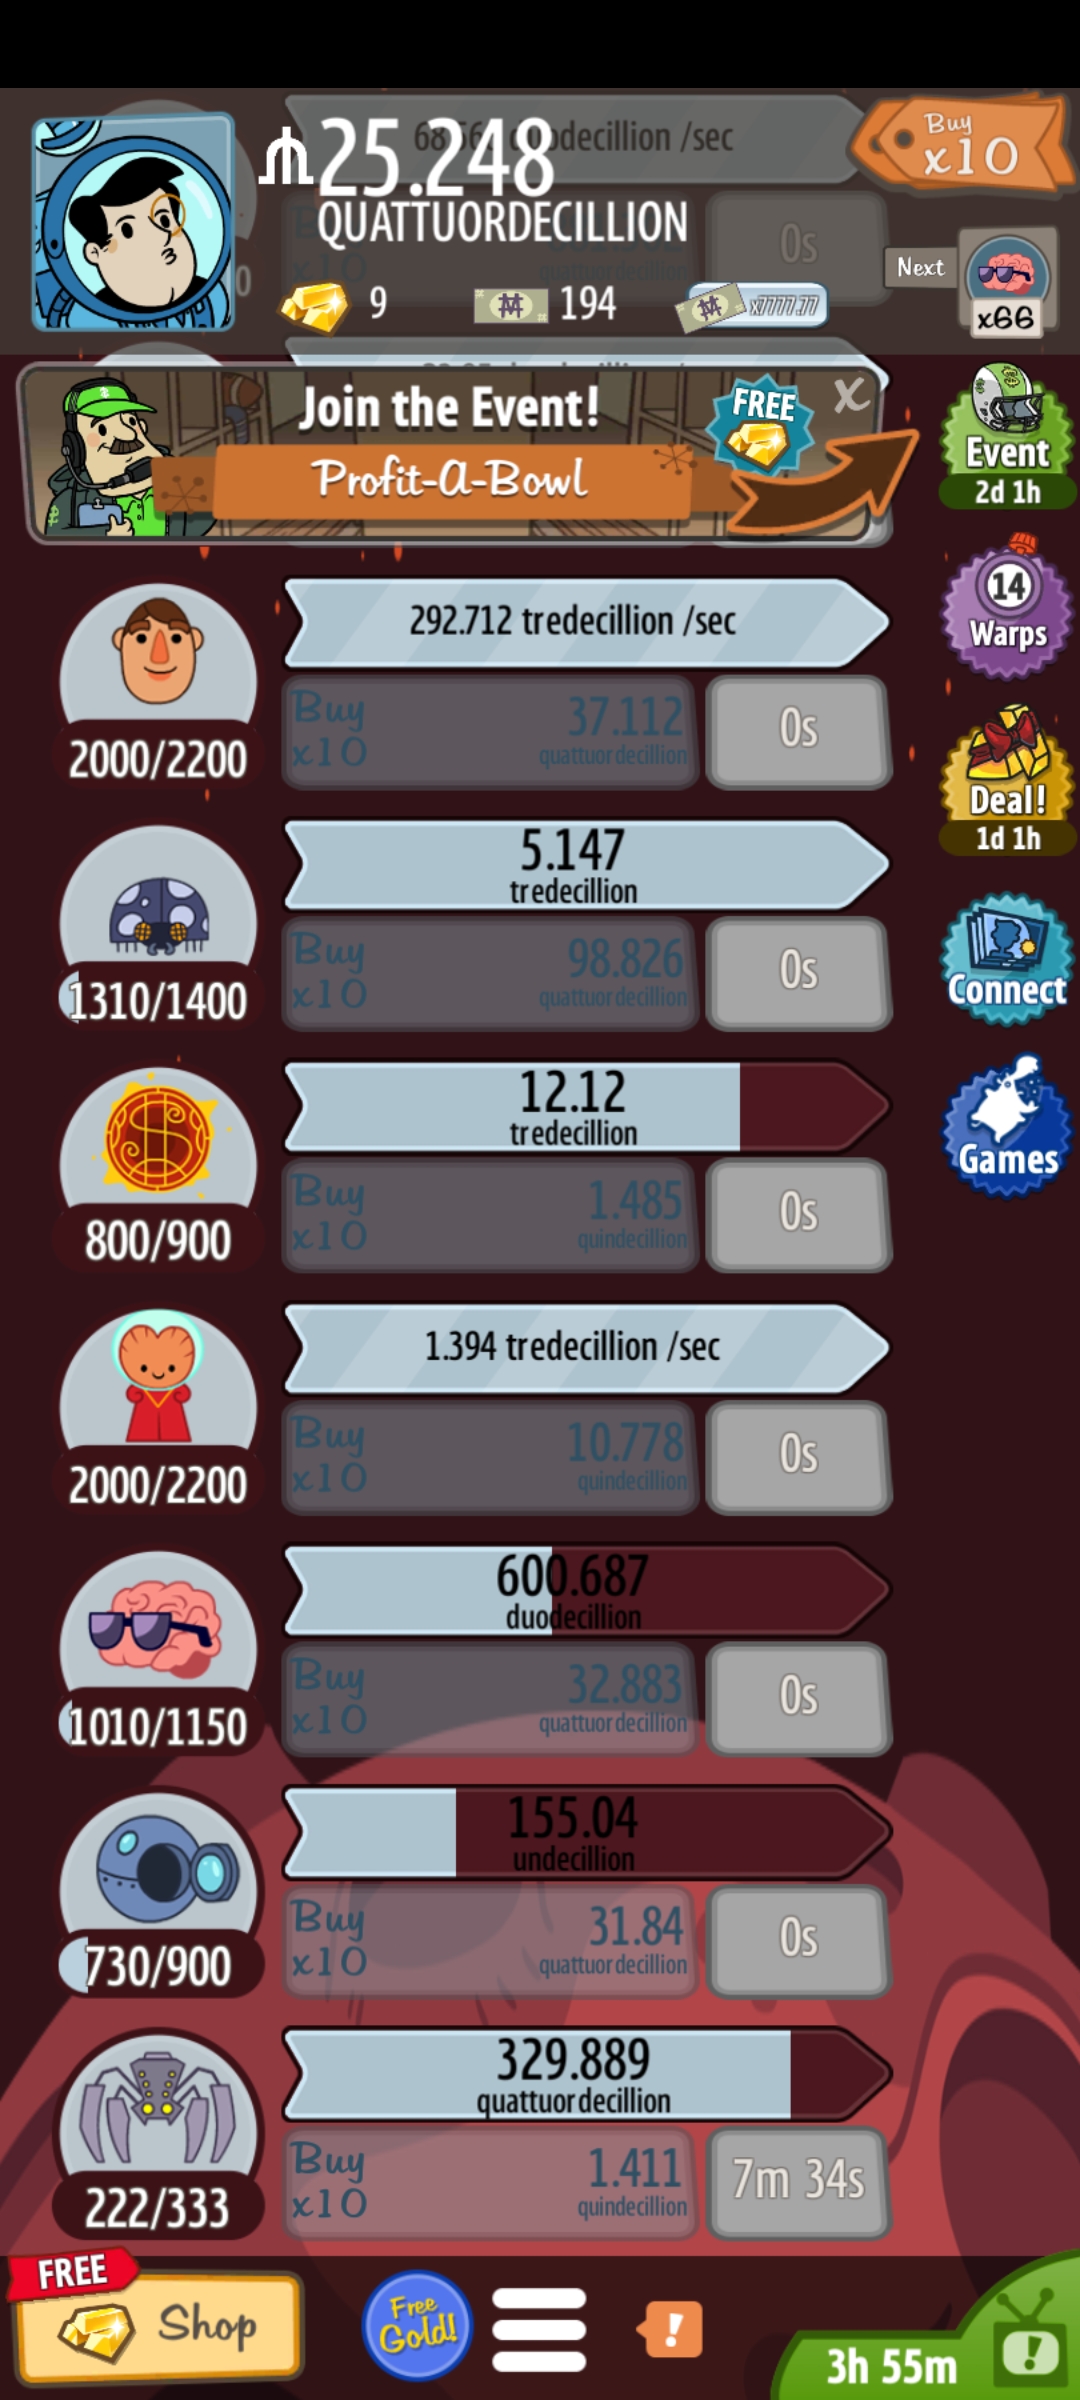 25.248
QUATTUORDECILLION
Buy
x10
0s
9
194
x7777.77
Next
x66
Join the Event!
FREE
X
Profit-A-Bowl
Event
2d 1h
14
Warps
Deal!
1d 1h
Connect
Games
292.712 tredecillion /sec
Buy
x10
37.112
quattuordecillion
0s
2000/2200
5.147
tredecillion
Buy
x10
98.826
quattuordecillion
0s
1310/1400
12.12
tredecillion
Buy
x10
1.485
quindecillion
0s
800/900
1.394 tredecillion /sec
Buy
x10
10.778
quindecillion
0s
2000/2200
600.687
duodecillion
Buy
x10
32.883
quattuordecillion
0s
1010/1150
155.04
undecillion
Buy
x10
31.84
quattuordecillion
0s
730/900
329.889
quattuordecillion
Buy
x10
1.411
quindecillion
7m 34s
222/333
FREE
Shop
Free
Gold!
!
3h 55m
!